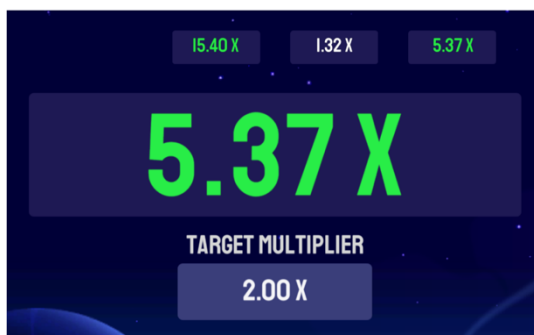 15.40 X 1.32 X 5.37 X
5.37 X
TARGET MULTIPLIER
2.00 X